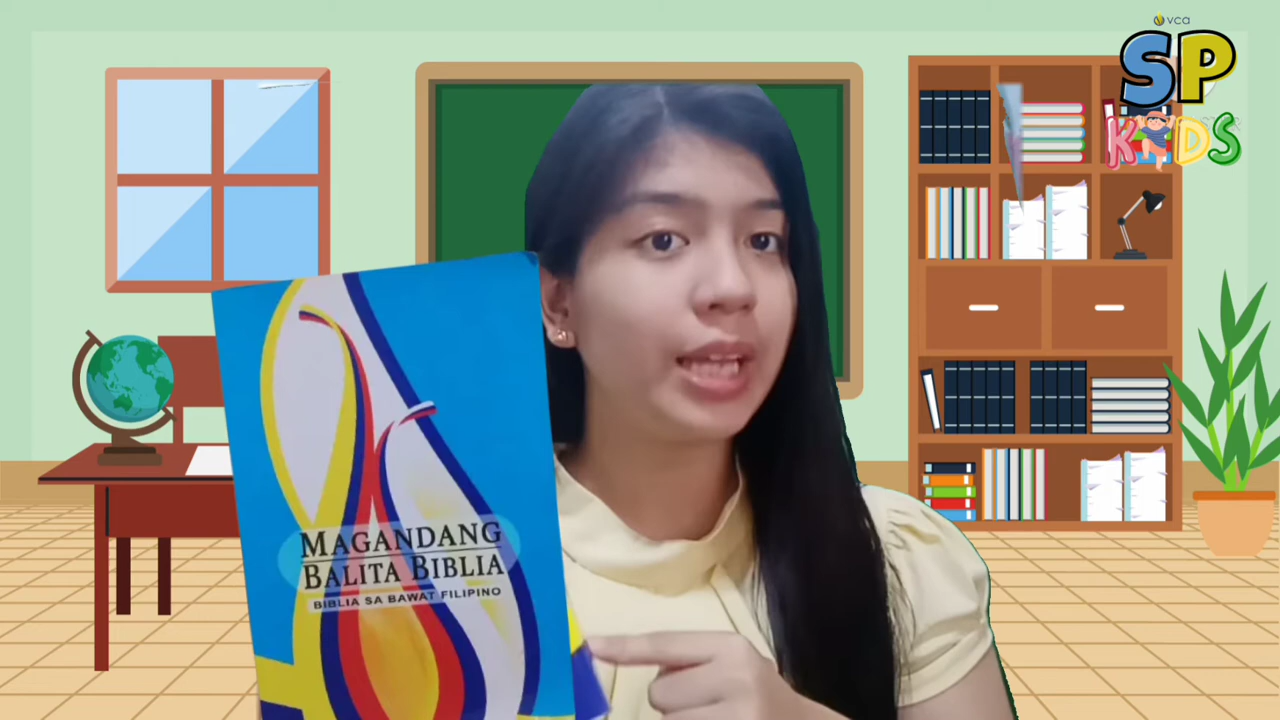 vca
SP
KIDS
MAGANDANG
BALITA BIBLIA
BIBLIA SA BAWAT FILIPINO